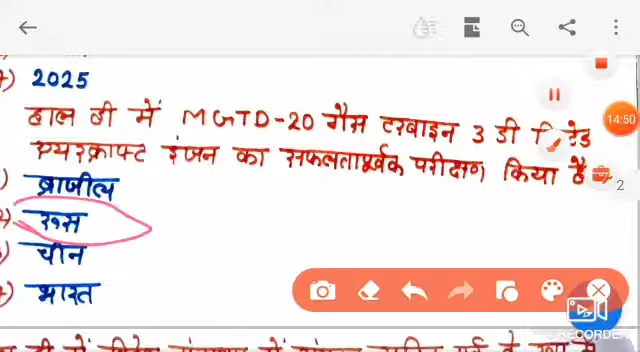 2025
हाल ही में MGTD-20 गैस टरबाइन 3 डी
एयरक्राफ्ट इंजन का सफलतापूर्वक परीक्षण किया है
ब्राजील
रूस
चीन
भारत
14:50
2
RECORDER